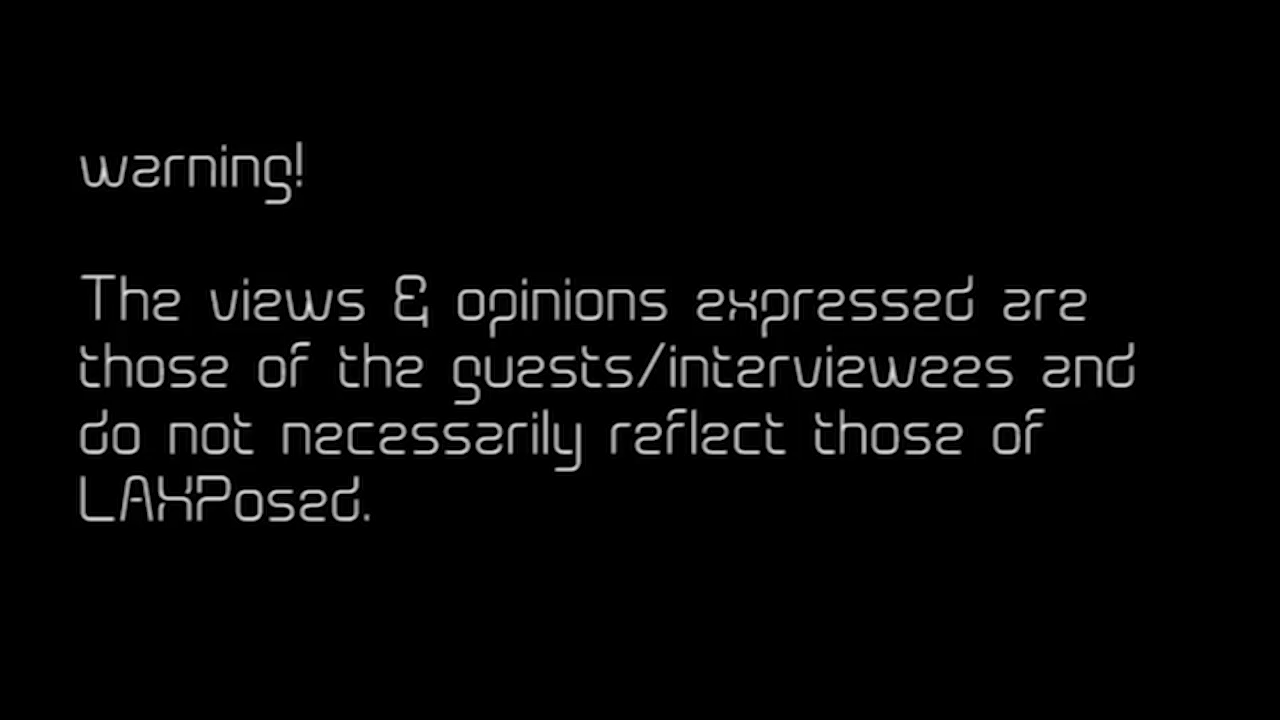 warning!
The views & opinions expressed are
those of the guests/interviewees and
do not necessarily reflect those of
LAXPosed.